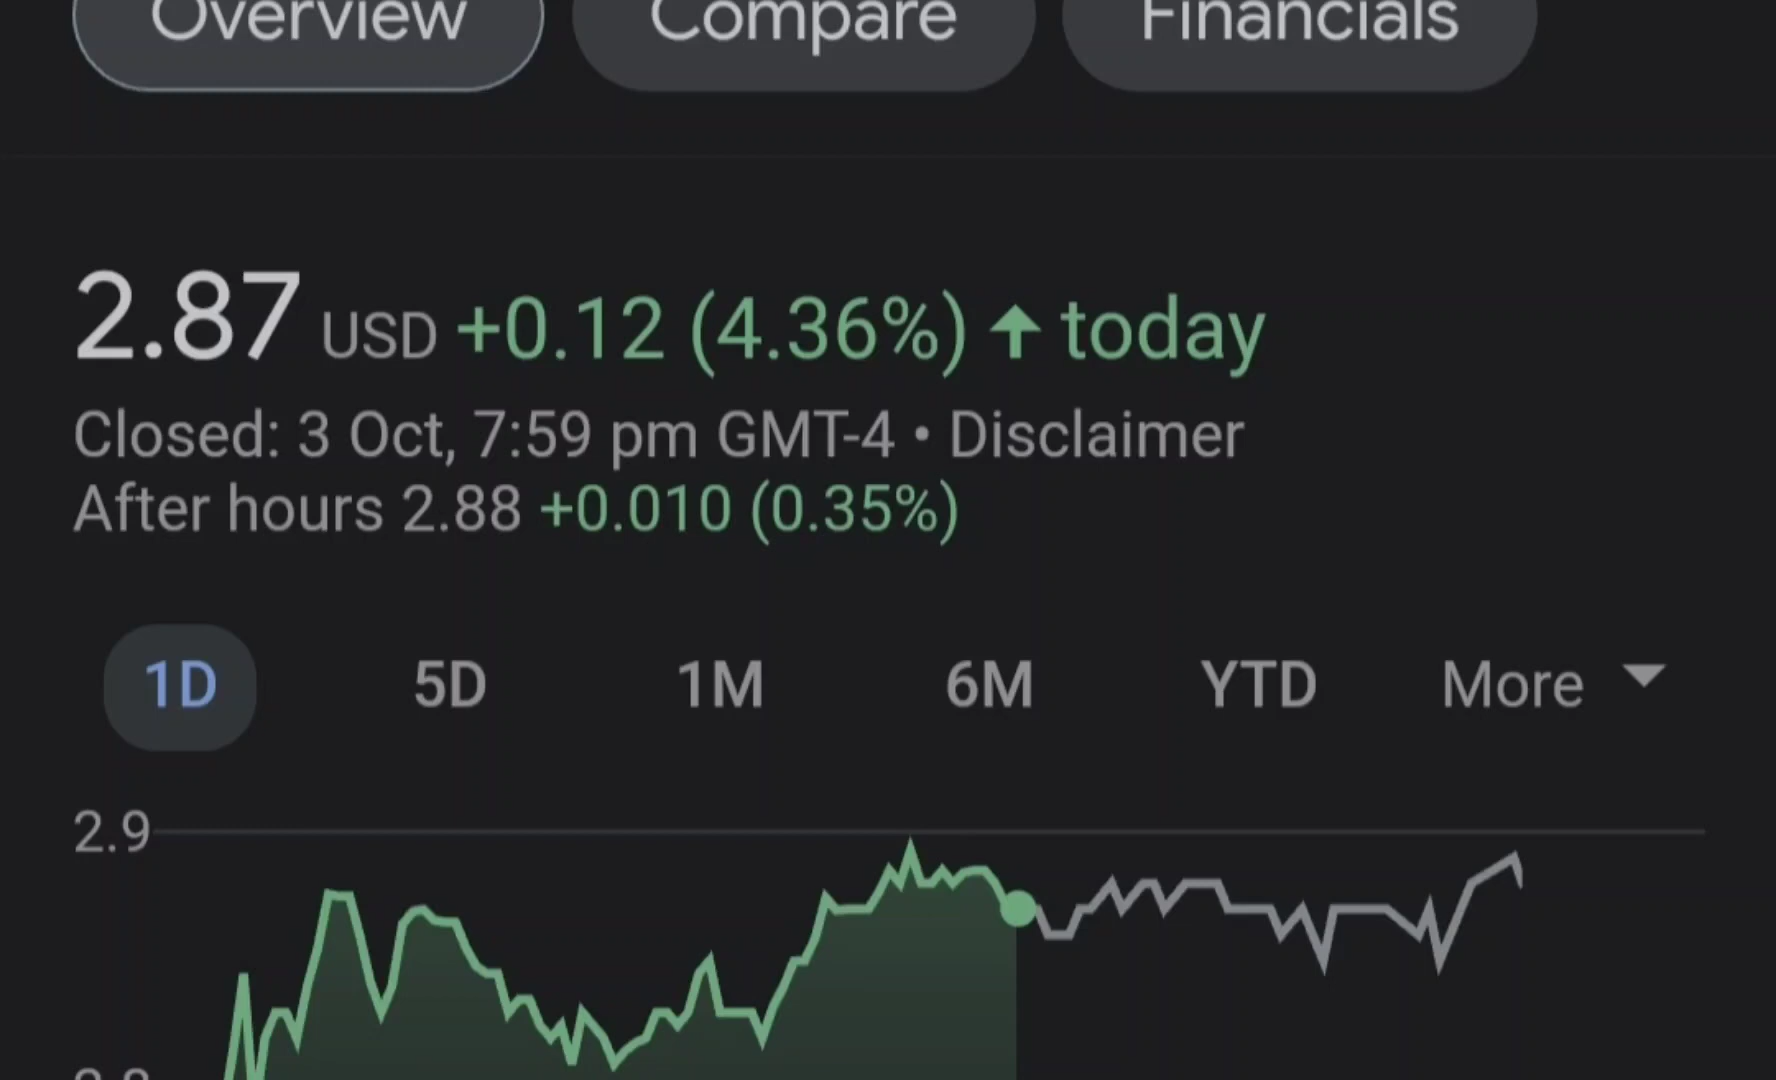 Overview Compare Financials
2.87 USD +0.12 (4.36%) ↑ today
Closed: 3 Oct, 7:59 pm GMT-4 • Disclaimer
After hours 2.88 +0.010 (0.35%)
1D 5D 1M 6M YTD More
2.9